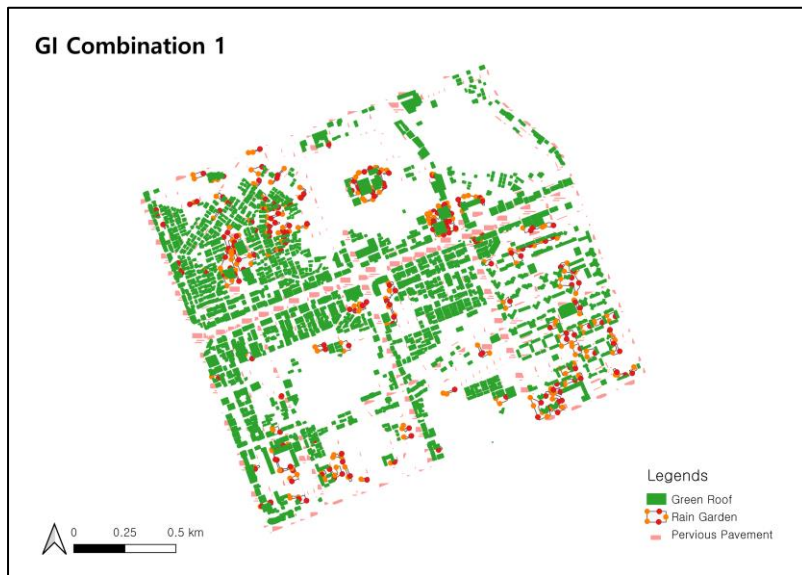 GI Combination 1
Legends
Green Roof
Rain Garden
Pervious Pavement
0 0.25 0.5 km